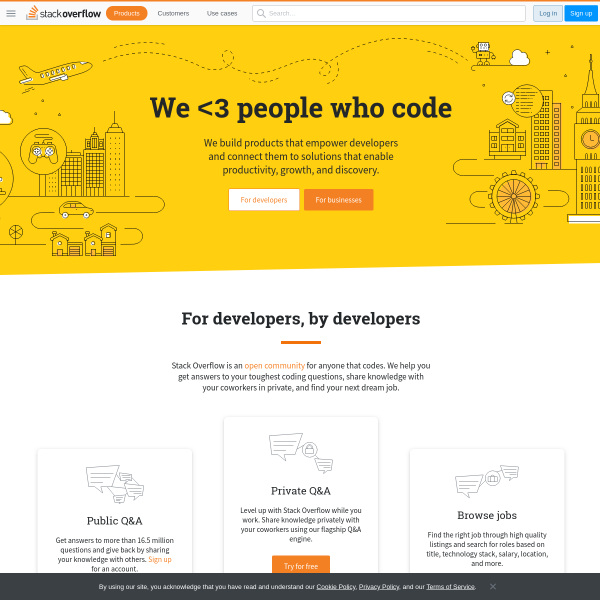 stackoverflow Products Customers Use cases Search… Log in Sign up
We <3 people who code
We build products that empower developers
and connect them to solutions that enable
productivity, growth, and discovery.
For developers For businesses
For developers, by developers
Stack Overflow is an open community for anyone that codes. We help you
get answers to your toughest coding questions, share knowledge with
your coworkers in private, and find your next dream job.
Public Q&A
Get answers to more than 16.5 million
questions and give back by sharing
your knowledge with others. Sign up
for an account.
Private Q&A
Level up with Stack Overflow while you
work. Share knowledge privately with
your coworkers using our flagship Q&A
engine.
Try for free
Browse jobs
Find the right job through high quality
listings and search for roles based on
title, technology stack, salary, location,
and more.
By using our site, you acknowledge that you have read and understand our Cookie Policy, Privacy Policy, and our Terms of Service.